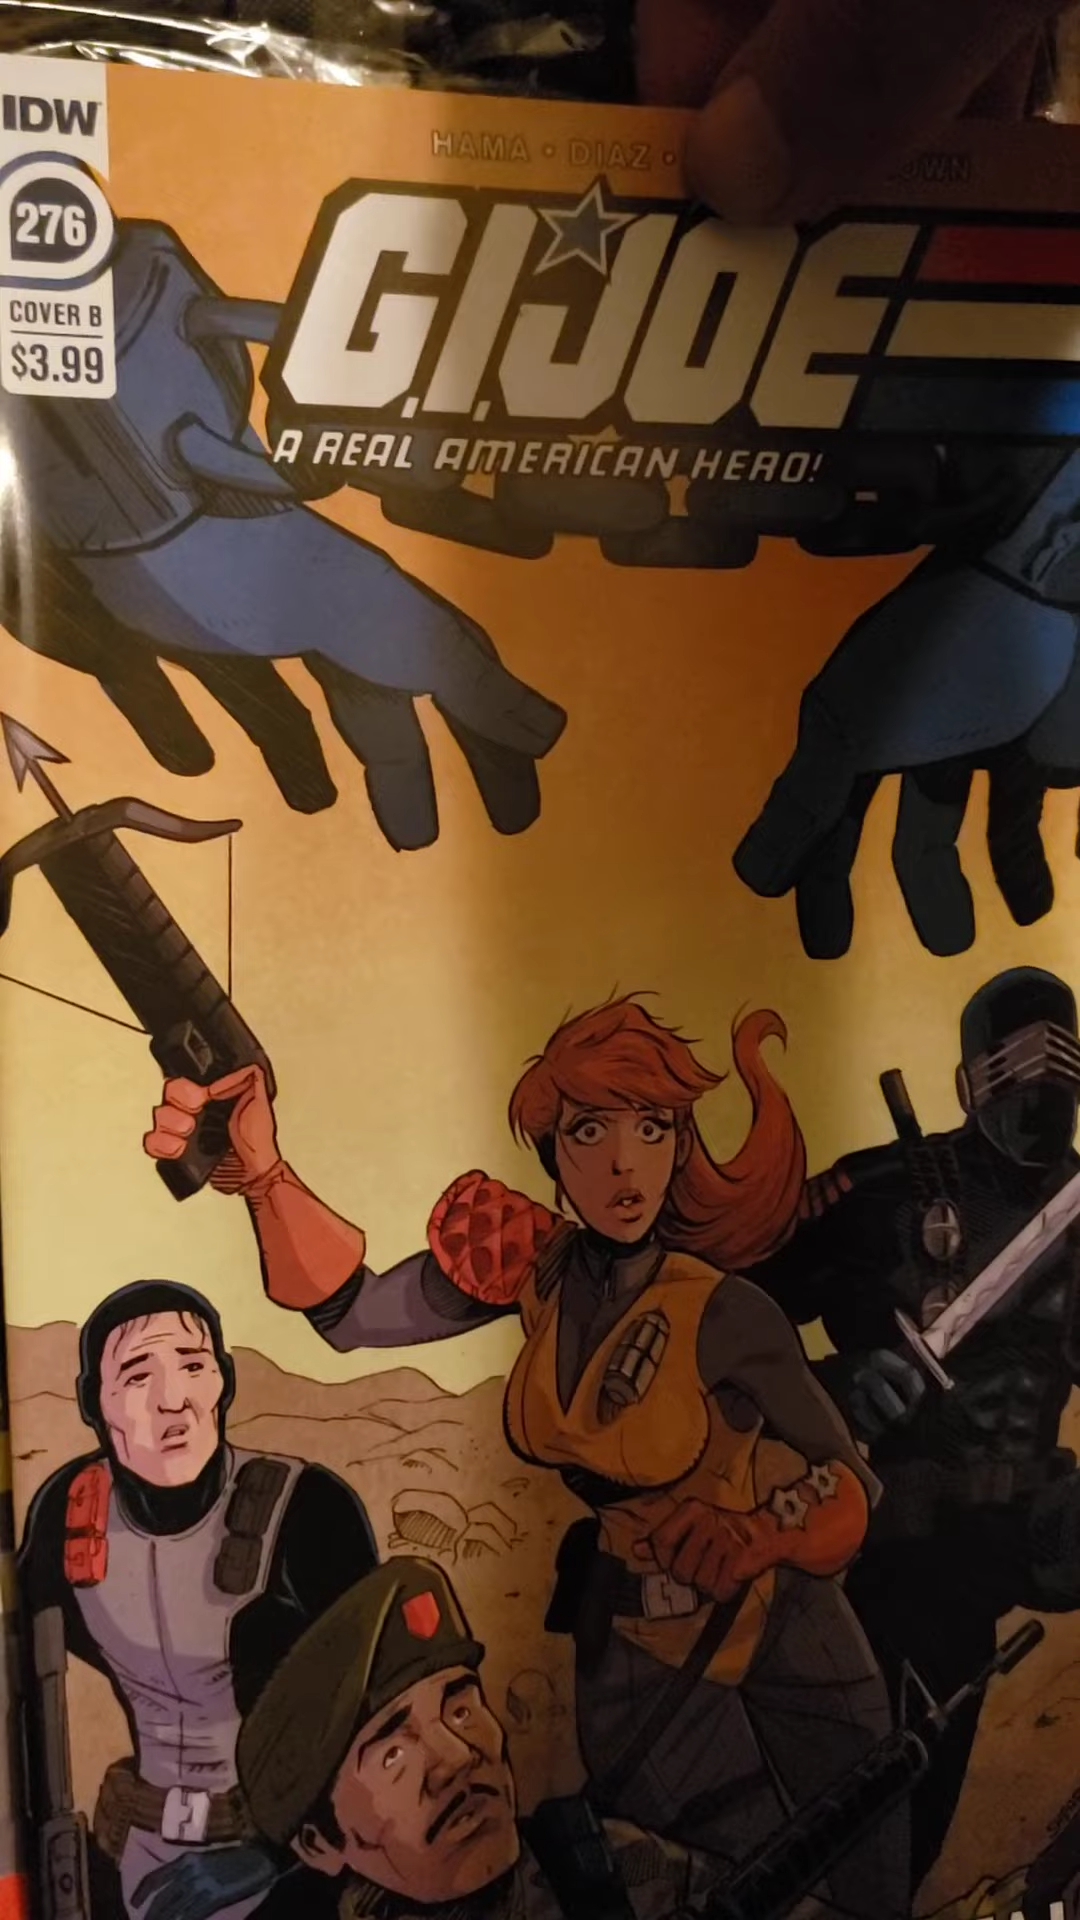 IDW
276
COVER B
$3.99
HAMA • DIAZ •
G.I. JOE
A REAL AMERICAN HERO!